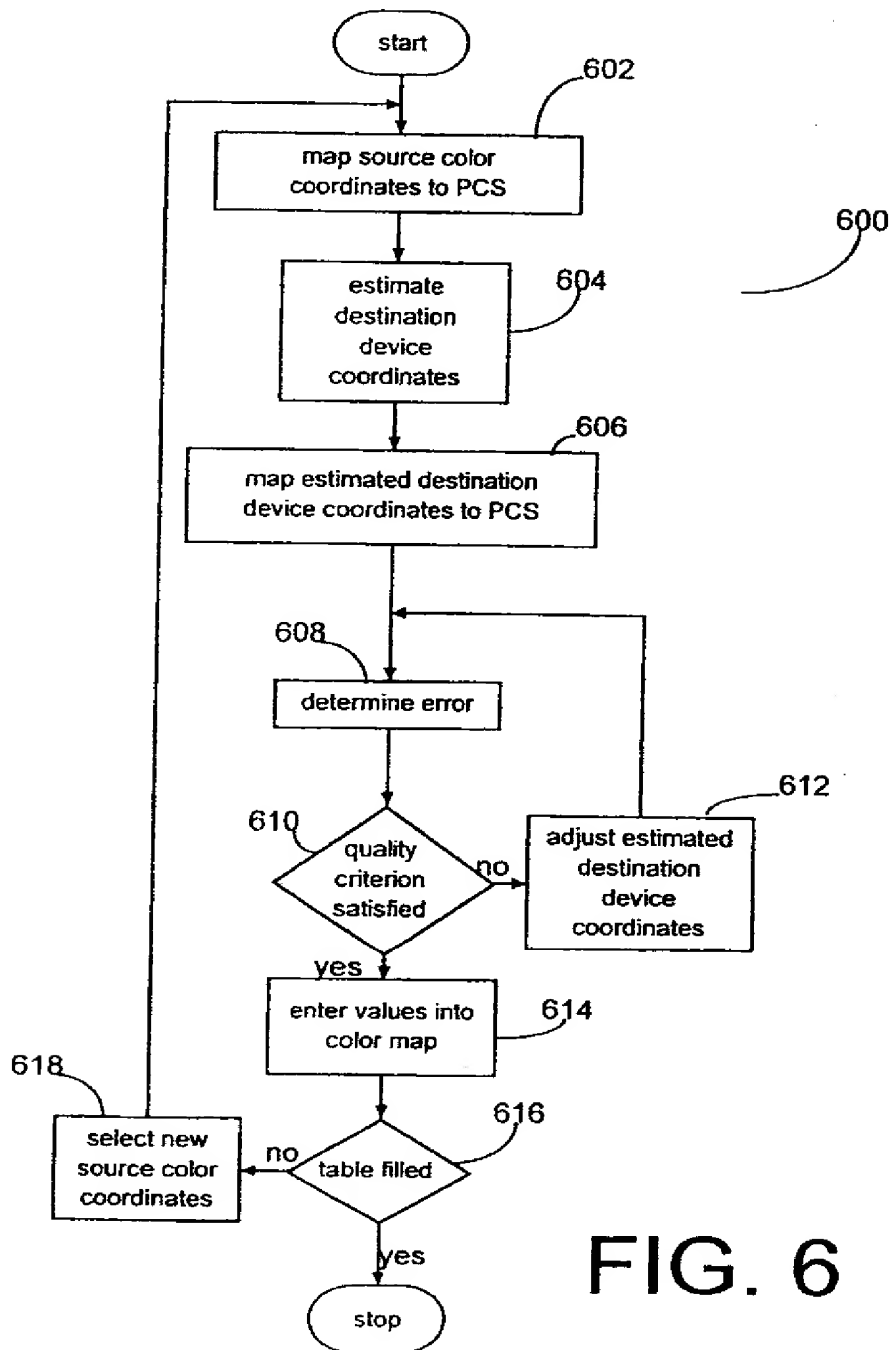 start
602
map source color
coordinates to PCS
600
estimate
destination
device
coordinates
604
606
map estimated destination
device coordinates to PCS
608
determine error
612
610
quality
criterion
satisfied
no
adjust estimated
destination
device
coordinates
yes
enter values into
color map
614
618
616
select new
source color
coordinates
no
table filled
yes
stop
FIG. 6